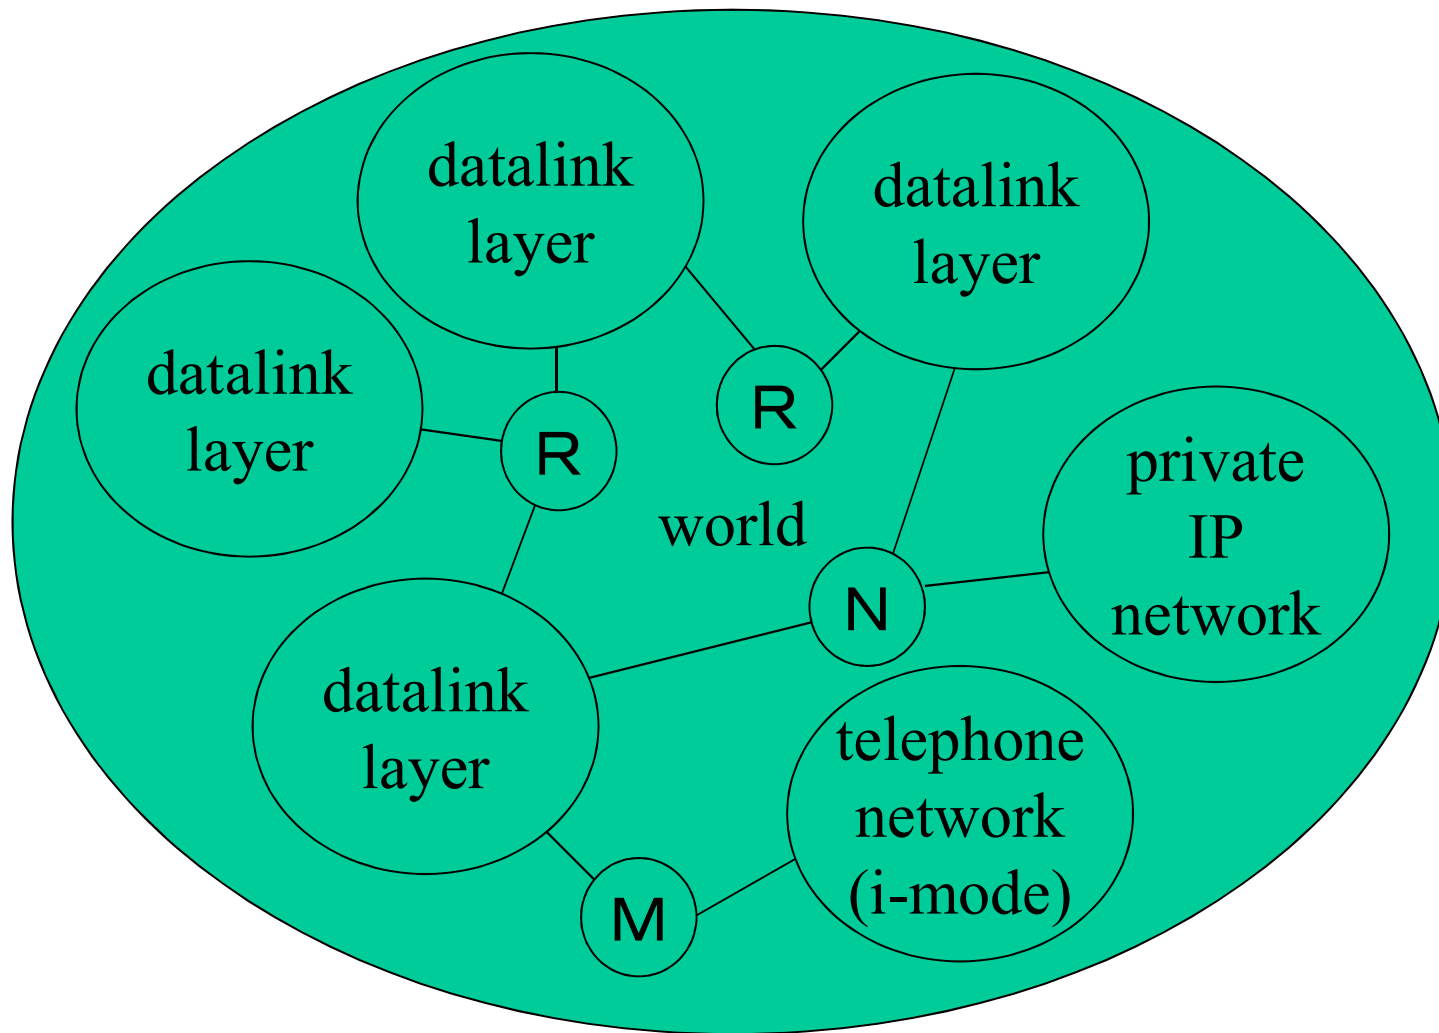 datalink
layer
datalink
layer
datalink
layer
R
R
world
private
IP
network
N
datalink
layer
telephone
network
(i-mode)
M